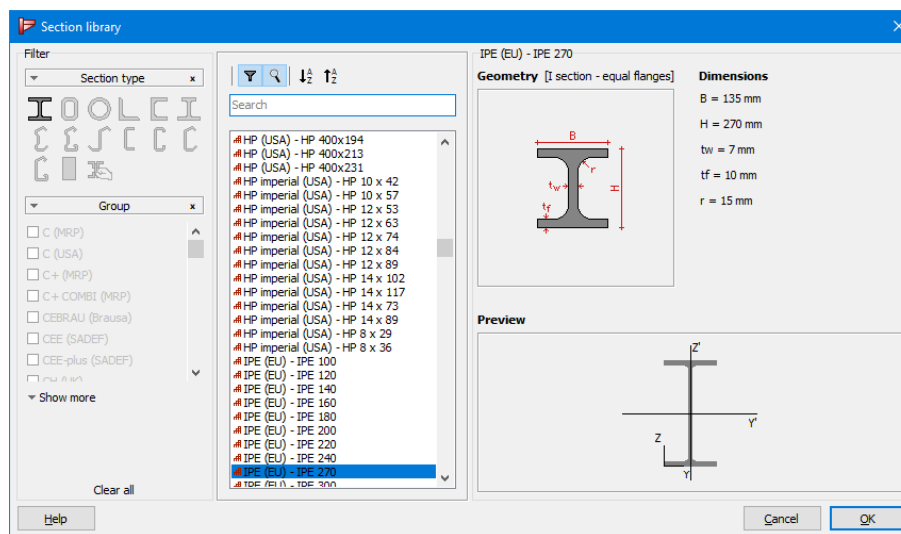 Section library
Filter
Section type
x
Group
x
C (MRP)
C (USA)
C+ (MRP)
C+ COMBI (MRP)
CEBRAU (Brausa)
CEE (SADEF)
CEE-plus (SADEF)
CH (UK)
Show more
Clear all
Search
HP (USA) - HP 400x194
HP (USA) - HP 400x213
HP (USA) - HP 400x231
HP imperial (USA) - HP 10 x 42
HP imperial (USA) - HP 10 x 57
HP imperial (USA) - HP 12 x 53
HP imperial (USA) - HP 12 x 63
HP imperial (USA) - HP 12 x 74
HP imperial (USA) - HP 12 x 84
HP imperial (USA) - HP 12 x 89
HP imperial (USA) - HP 14 x 102
HP imperial (USA) - HP 14 x 117
HP imperial (USA) - HP 14 x 73
HP imperial (USA) - HP 14 x 89
HP imperial (USA) - HP 8 x 29
HP imperial (USA) - HP 8 x 36
IPE (EU) - IPE 100
IPE (EU) - IPE 120
IPE (EU) - IPE 140
IPE (EU) - IPE 160
IPE (EU) - IPE 180
IPE (EU) - IPE 200
IPE (EU) - IPE 220
IPE (EU) - IPE 240
IPE (EU) - IPE 270
IPE (EU) - IPE 300
IPE (EU) - IPE 270
Geometry [I section - equal flanges]
B
r
tw
H
tf
Dimensions
B = 135 mm
H = 270 mm
tw = 7 mm
tf = 10 mm
r = 15 mm
Preview
Z'
Y'
Z
Y
Help
Cancel
OK